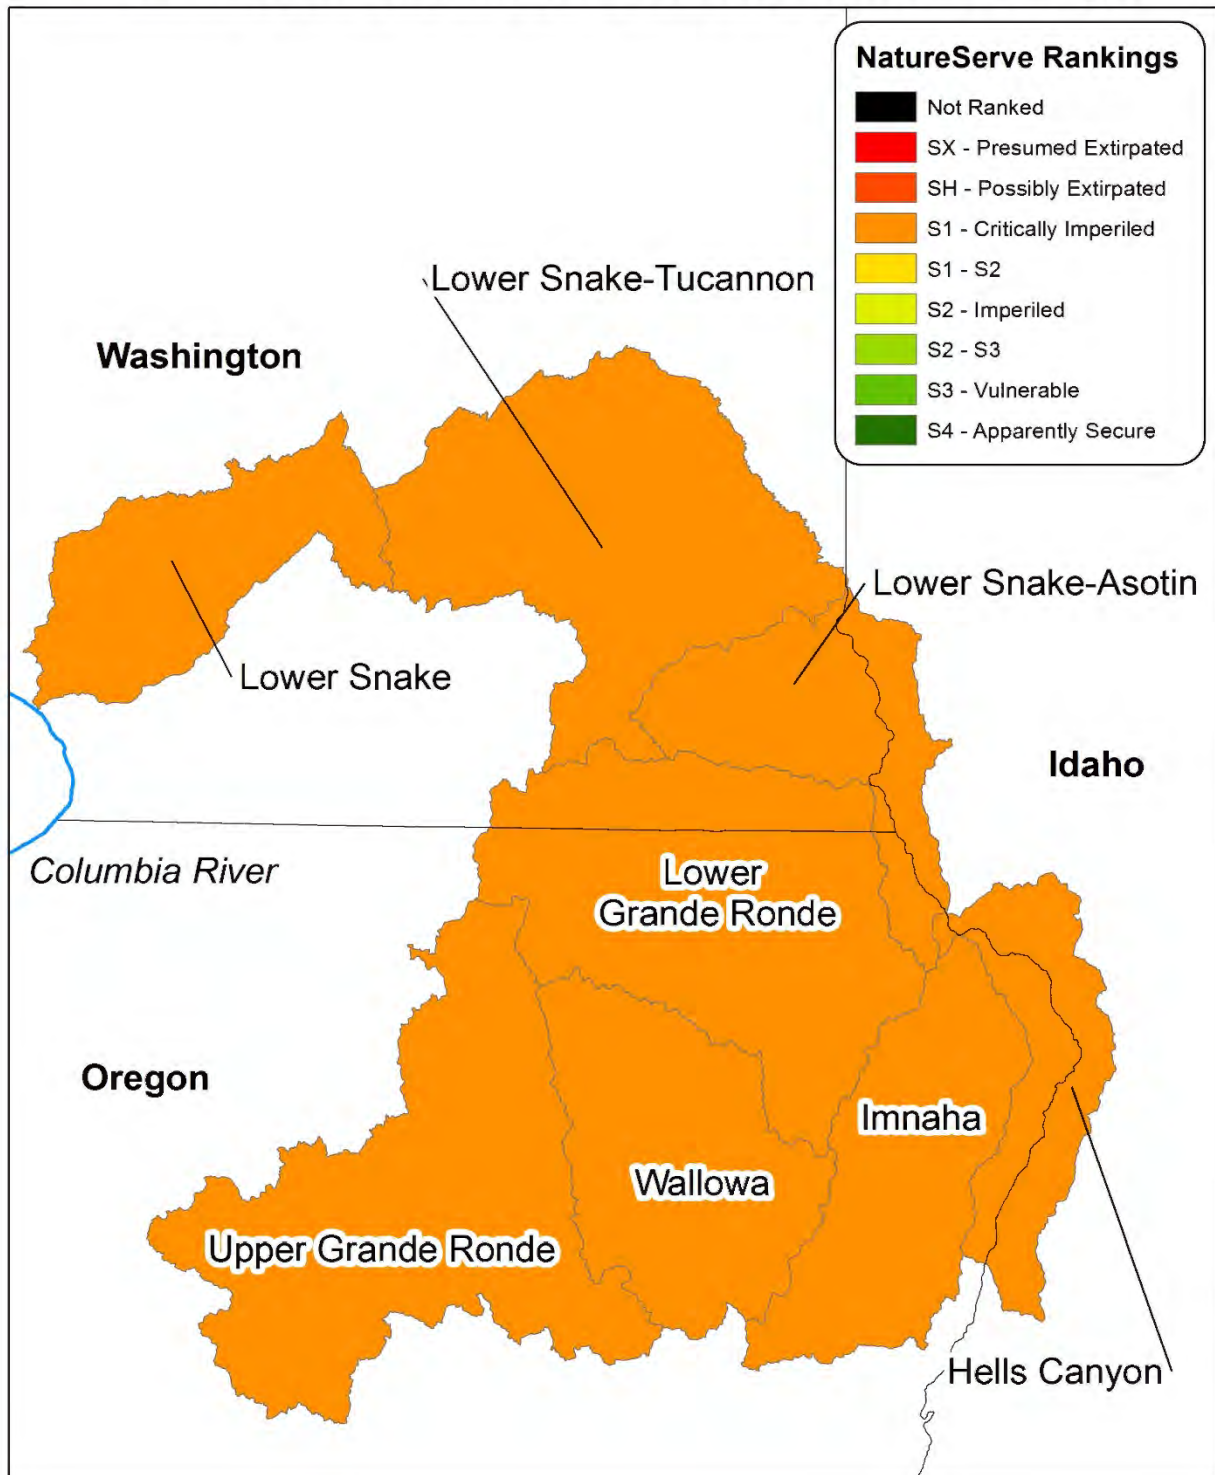 NatureServe Rankings
Not Ranked
SX - Presumed Extirpated
SH - Possibly Extirpated
S1 - Critically Imperiled
S1 - S2
S2 - Imperiled
S2 - S3
S3 - Vulnerable
S4 - Apparently Secure
Lower Snake-Tucannon
Washington
Lower Snake-Asotin
Lower Snake
Idaho
Columbia River
Lower
Grande Ronde
Oregon
Imnaha
Wallowa
Upper Grande Ronde
Hells Canyon